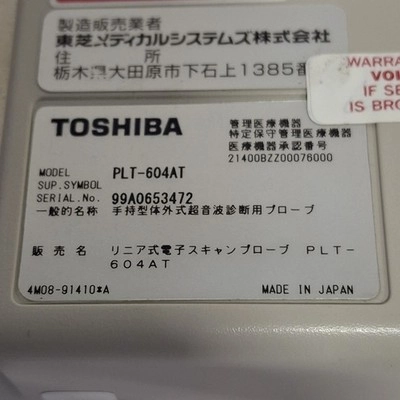 製造販売業者
東芝メディカルシステムズ株式会社
住 所
栃木県大田原市下石上1385番
WARRA
VOI
IF SE
IS BRO
TOSHIBA
管理医療機器
特定保守管理医療機器
医療機器承認番号
21400BZZ00076000
MODEL PLT-604AT
SUP. SYMBOL
SERIAL.No. 99A0653472
一般的名称 手持型体外式超音波診断用プローブ
販 売 名 リニア式電子スキャンプローブ PLT-
604AT
4M08-91410*A MADE IN JAPAN